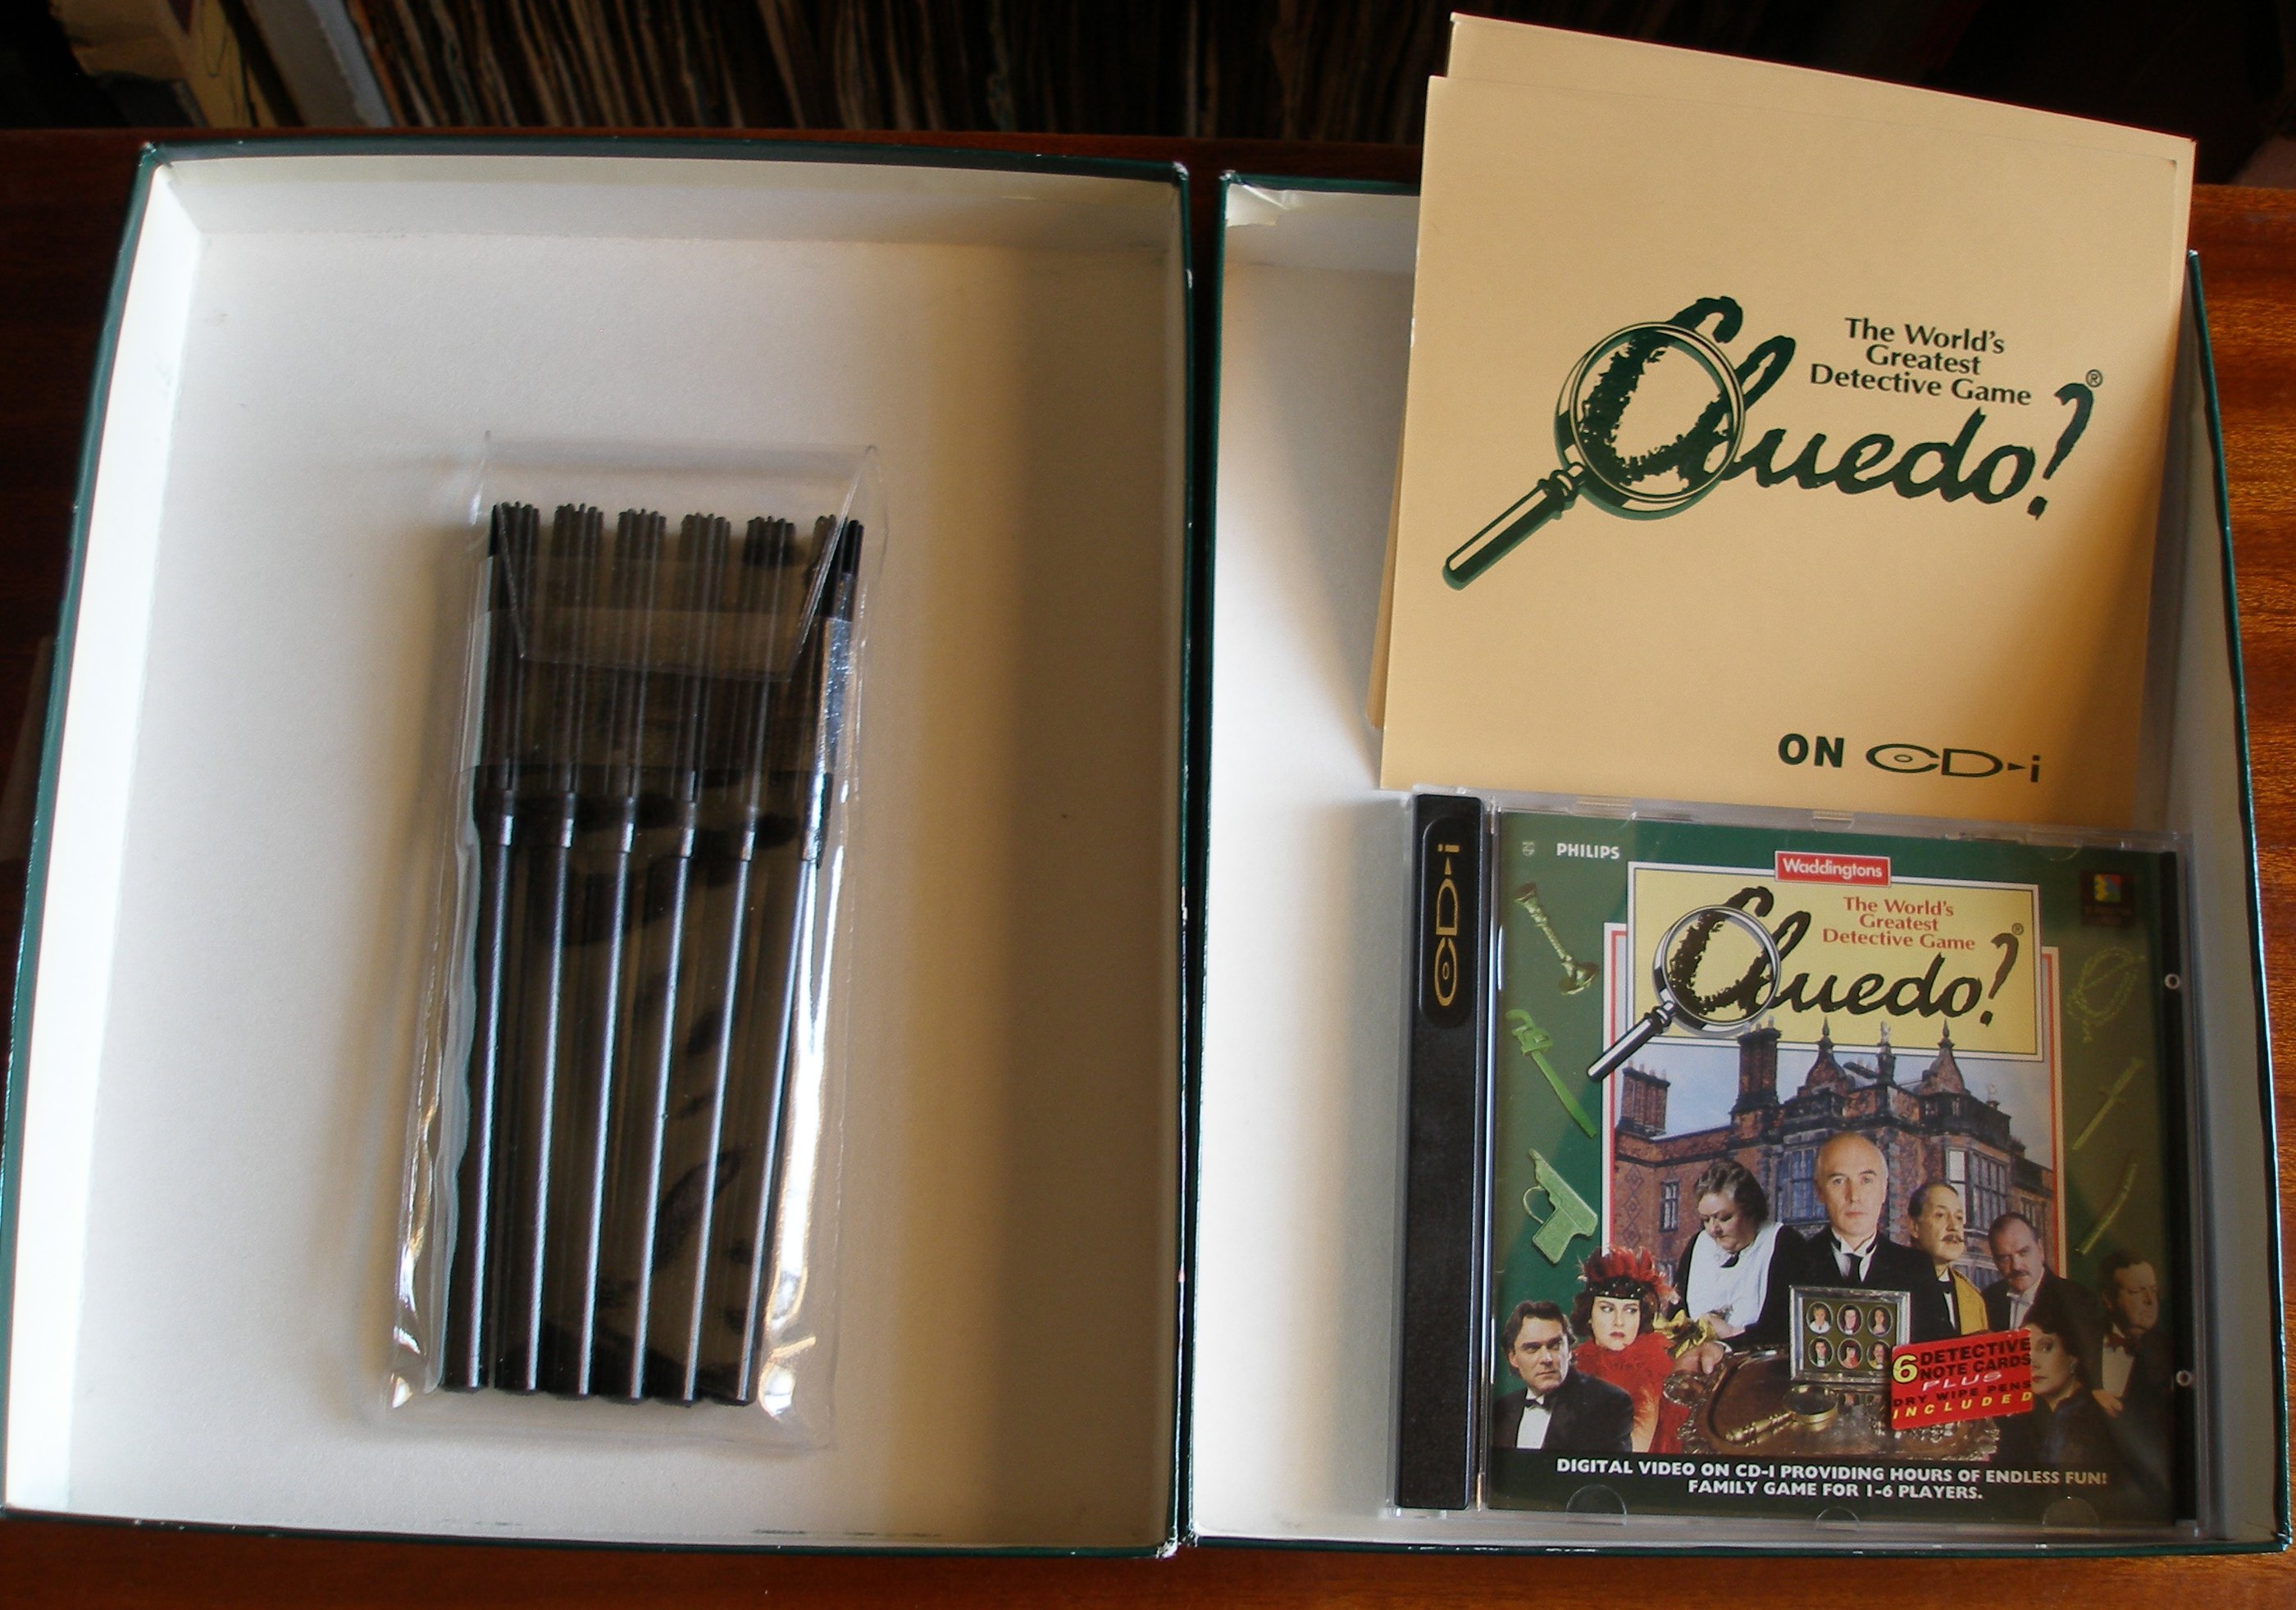 The World's
Greatest
Detective Game
Cluedo?®
ON CD-i
CD-i
PHILIPS
Waddingtons
The World's
Greatest
Detective Game
Cluedo?®
6 DETECTIVE
NOTE CARDS
PLUS
DRY WIPE PENS
INCLUDED
DIGITAL VIDEO ON CD-I PROVIDING HOURS OF ENDLESS FUN!
FAMILY GAME FOR 1-6 PLAYERS.